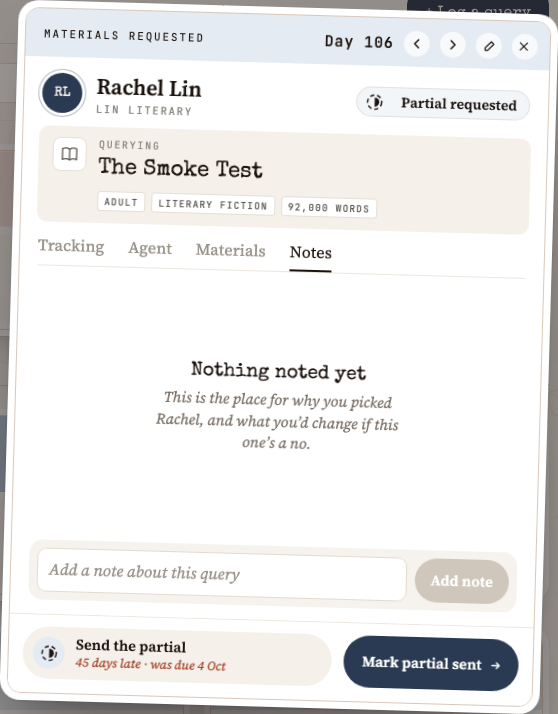 + Log a query
MATERIALS REQUESTED
Day 106
RL
Rachel Lin
LIN LITERARY
Partial requested
QUERYING
The Smoke Test
ADULT
LITERARY FICTION
92,000 WORDS
Tracking Agent Materials Notes
Nothing noted yet
This is the place for why you picked
Rachel, and what you’d change if this
one’s a no.
Add a note about this query
Add note
Send the partial
45 days late · was due 4 Oct
Mark partial sent →